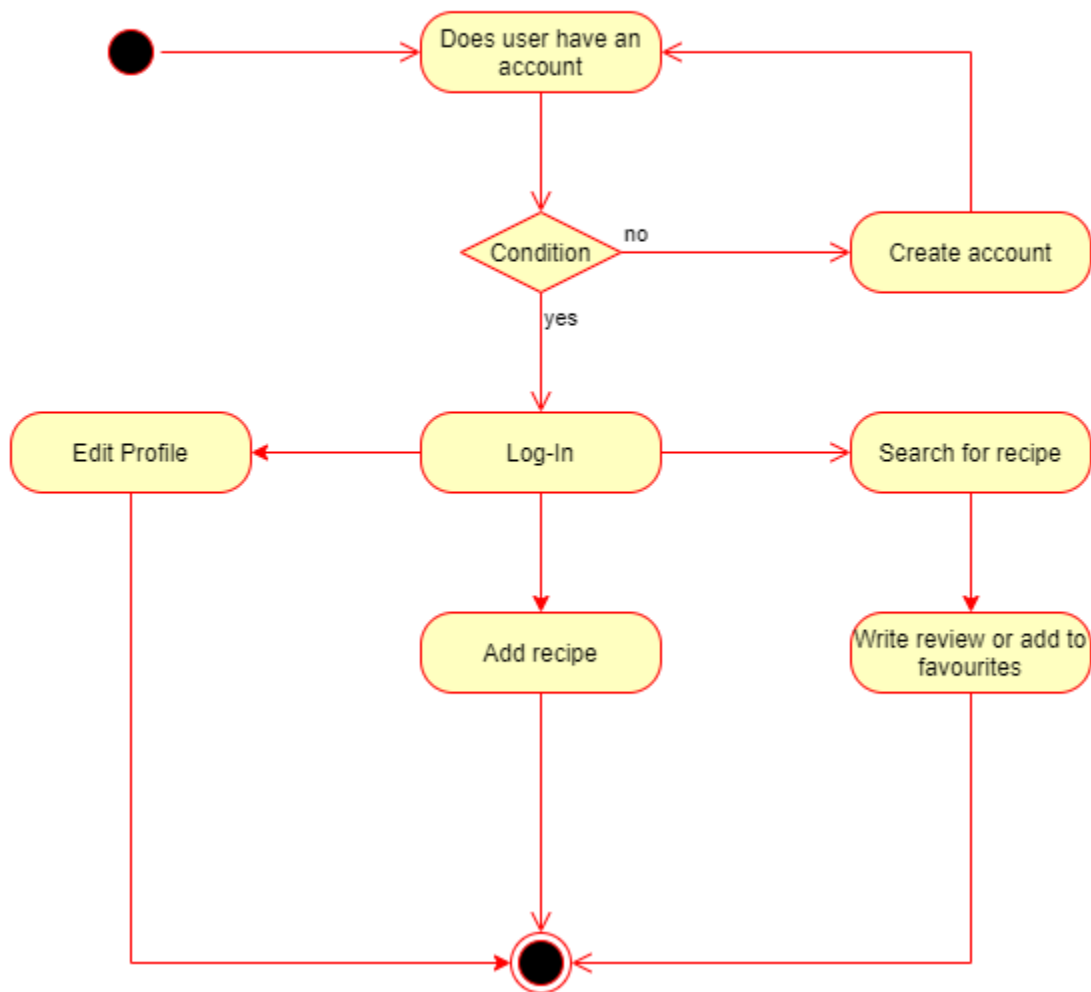 Does user have an
account
Condition
no
Create account
yes
Edit Profile
Log-In
Search for recipe
Add recipe
Write review or add to
favourites